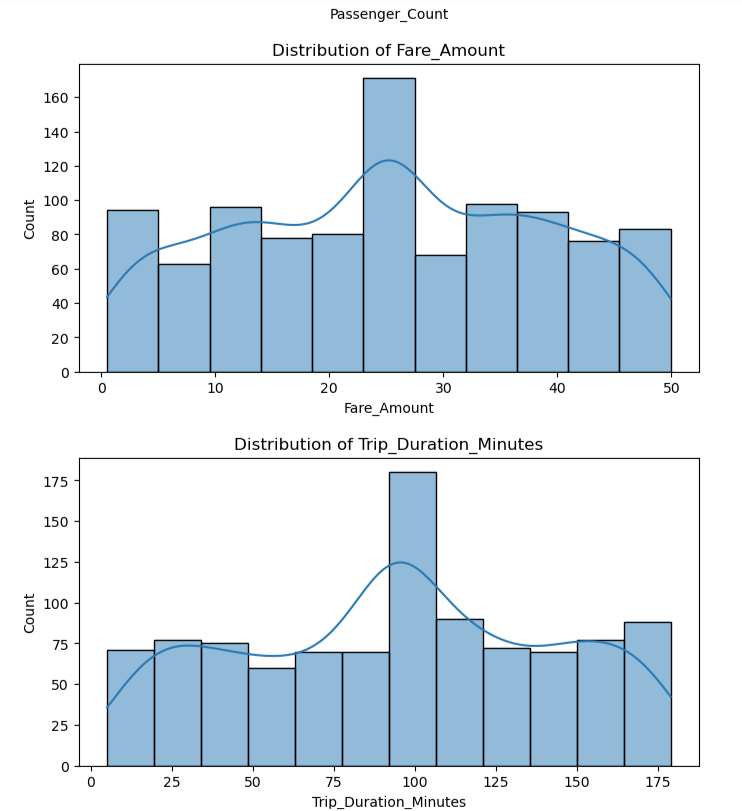 Passenger_Count
Distribution of Fare_Amount
160
140
120
100
80
60
40
20
0
Count
0 10 20 30 40 50
Fare_Amount
Distribution of Trip_Duration_Minutes
175
150
125
100
75
50
25
0
Count
0 25 50 75 100 125 150 175
Trip_Duration_Minutes